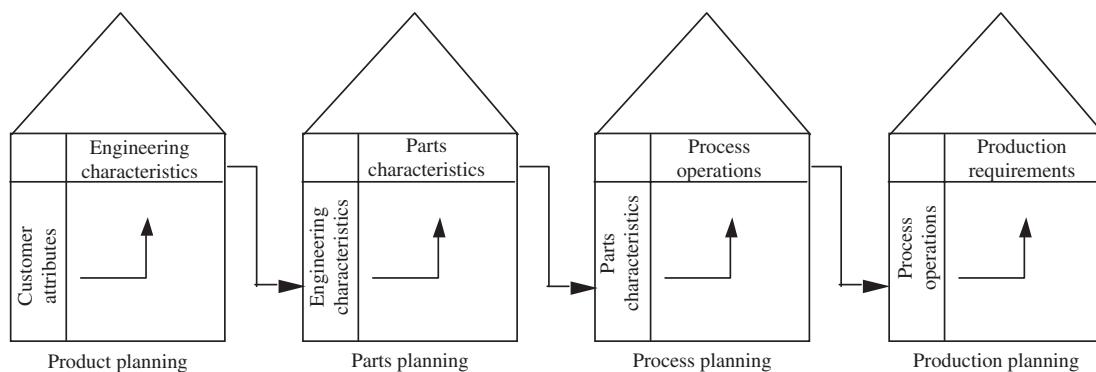 Engineering
characteristics
Customer
attributes
Product planning
Parts
characteristics
Engineering
characteristics
Parts planning
Process
operations
Parts
characteristics
Process planning
Production
requirements
Process
operations
Production planning